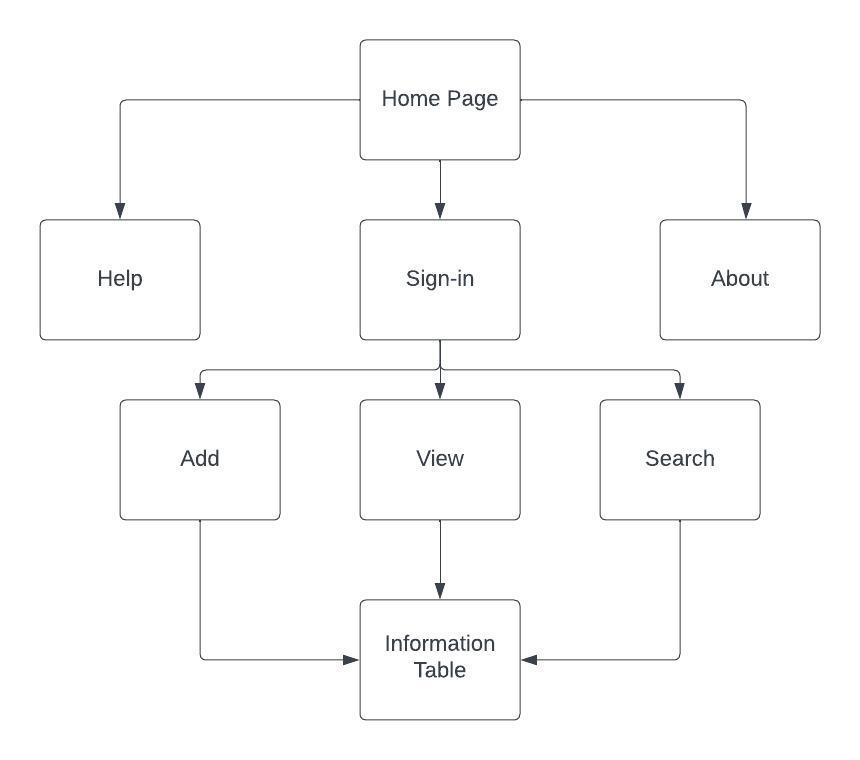 Home Page
Help
Sign-in
About
Add
View
Search
Information
Table